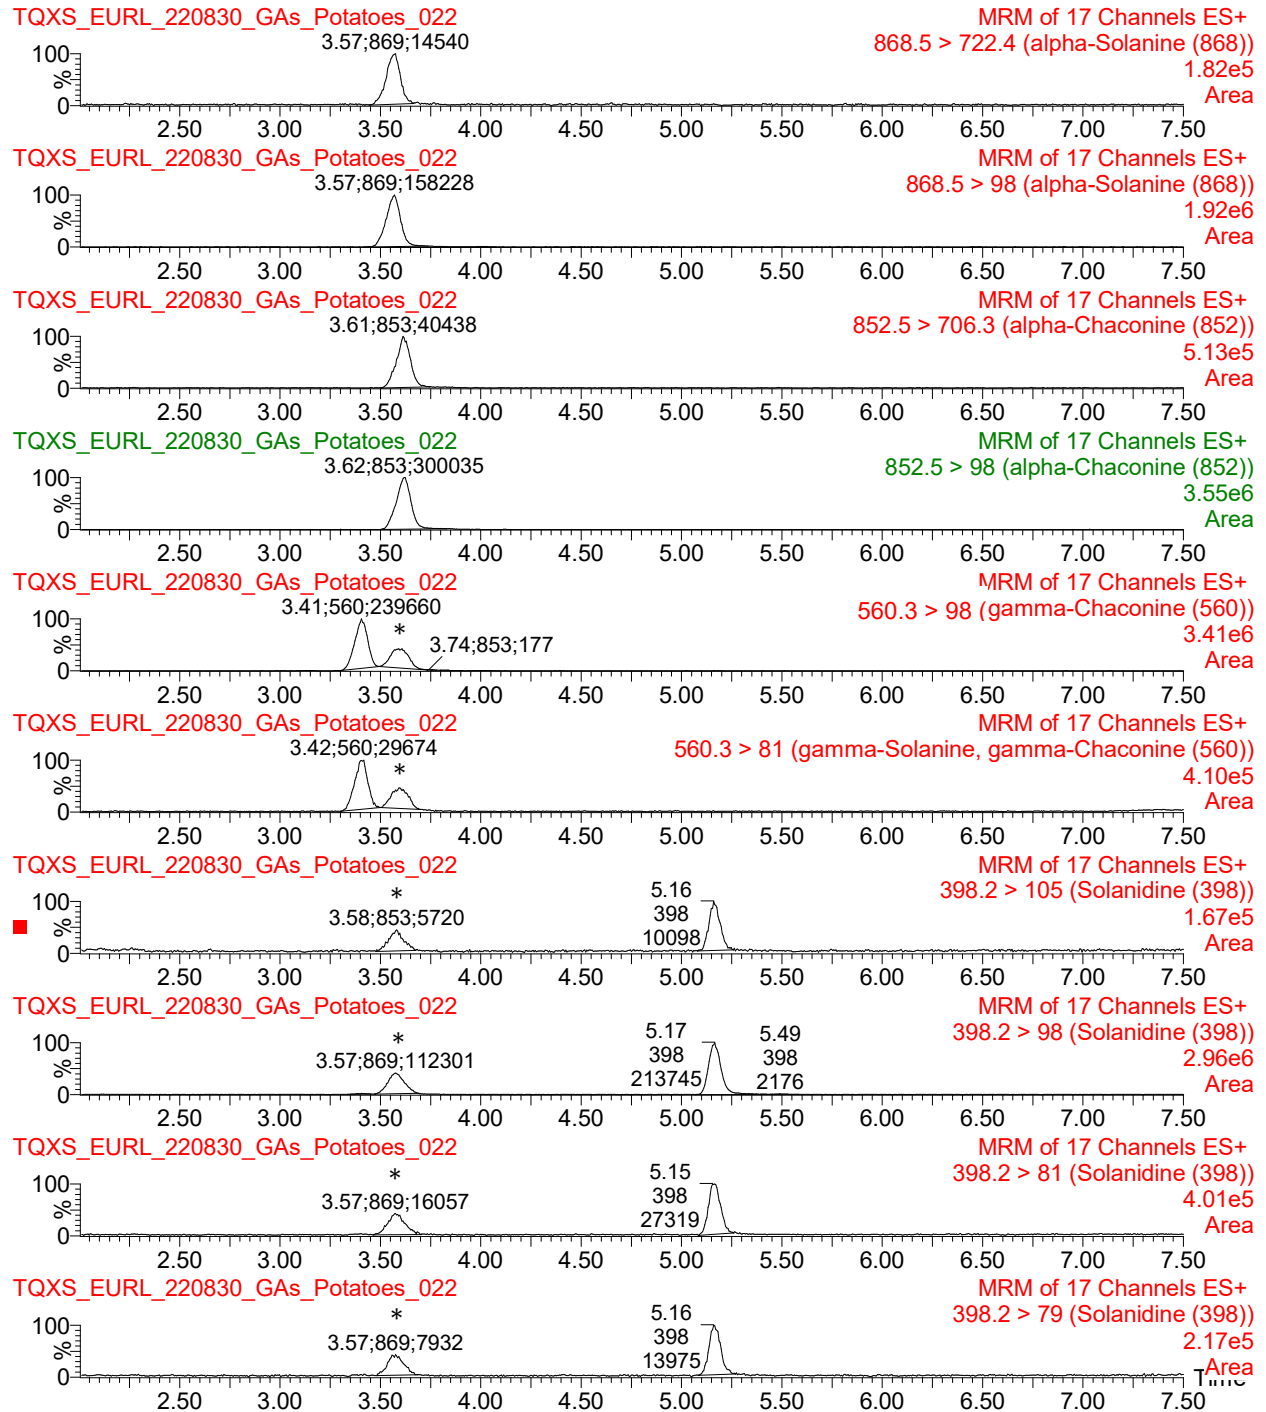 TQXS_EURL_220830_GAs_Potatoes_022 MRM of 17 Channels ES+
3.57;869;14540 868.5 > 722.4 (alpha-Solanine (868))
1.82e5
Area
100
%
0
2.50 3.00 3.50 4.00 4.50 5.00 5.50 6.00 6.50 7.00 7.50
TQXS_EURL_220830_GAs_Potatoes_022 MRM of 17 Channels ES+
3.57;869;158228 868.5 > 98 (alpha-Solanine (868))
1.92e6
Area
100
%
0
2.50 3.00 3.50 4.00 4.50 5.00 5.50 6.00 6.50 7.00 7.50
TQXS_EURL_220830_GAs_Potatoes_022 MRM of 17 Channels ES+
3.61;853;40438 852.5 > 706.3 (alpha-Chaconine (852))
5.13e5
Area
100
%
0
2.50 3.00 3.50 4.00 4.50 5.00 5.50 6.00 6.50 7.00 7.50
TQXS_EURL_220830_GAs_Potatoes_022 MRM of 17 Channels ES+
3.62;853;300035 852.5 > 98 (alpha-Chaconine (852))
3.55e6
Area
100
%
0
2.50 3.00 3.50 4.00 4.50 5.00 5.50 6.00 6.50 7.00 7.50
TQXS_EURL_220830_GAs_Potatoes_022 MRM of 17 Channels ES+
3.41;560;239660 560.3 > 98 (gamma-Chaconine (560))
* 3.74;853;177 3.41e6
Area
100
%
0
2.50 3.00 3.50 4.00 4.50 5.00 5.50 6.00 6.50 7.00 7.50
TQXS_EURL_220830_GAs_Potatoes_022 MRM of 17 Channels ES+
3.42;560;29674 560.3 > 81 (gamma-Solanine, gamma-Chaconine (560))
* 4.10e5
Area
100
%
0
2.50 3.00 3.50 4.00 4.50 5.00 5.50 6.00 6.50 7.00 7.50
TQXS_EURL_220830_GAs_Potatoes_022 MRM of 17 Channels ES+
* 5.16 398.2 > 105 (Solanidine (398))
3.58;853;5720 398 1.67e5
10098 Area
100
%
0
2.50 3.00 3.50 4.00 4.50 5.00 5.50 6.00 6.50 7.00 7.50
TQXS_EURL_220830_GAs_Potatoes_022 MRM of 17 Channels ES+
* 5.17 5.49 398.2 > 98 (Solanidine (398))
3.57;869;112301 398 398 2.96e6
213745 2176 Area
100
%
0
2.50 3.00 3.50 4.00 4.50 5.00 5.50 6.00 6.50 7.00 7.50
TQXS_EURL_220830_GAs_Potatoes_022 MRM of 17 Channels ES+
* 5.15 398.2 > 81 (Solanidine (398))
3.57;869;16057 398 4.01e5
27319 Area
100
%
0
2.50 3.00 3.50 4.00 4.50 5.00 5.50 6.00 6.50 7.00 7.50
TQXS_EURL_220830_GAs_Potatoes_022 MRM of 17 Channels ES+
* 5.16 398.2 > 79 (Solanidine (398))
3.57;869;7932 398 2.17e5
13975 Area
100
%
0 Time
2.50 3.00 3.50 4.00 4.50 5.00 5.50 6.00 6.50 7.00 7.50